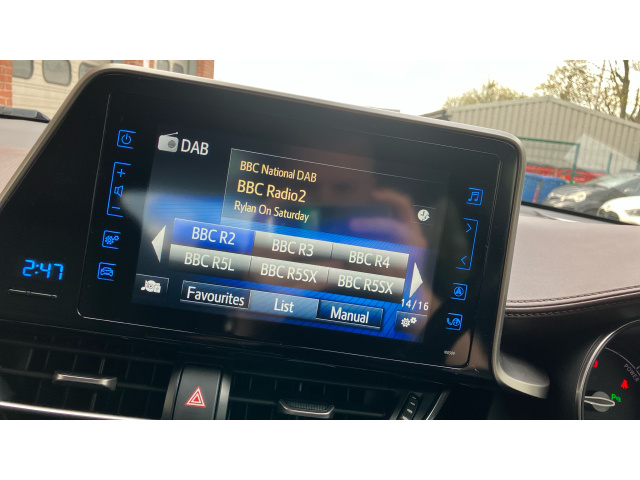 DAB
BBC National DAB
BBC Radio2
Rylan On Saturday
BBC R2 BBC R3 BBC R4
BBC R5L BBC R5SX BBC R5SX
14/16
Favourites List Manual
2:47
POWER